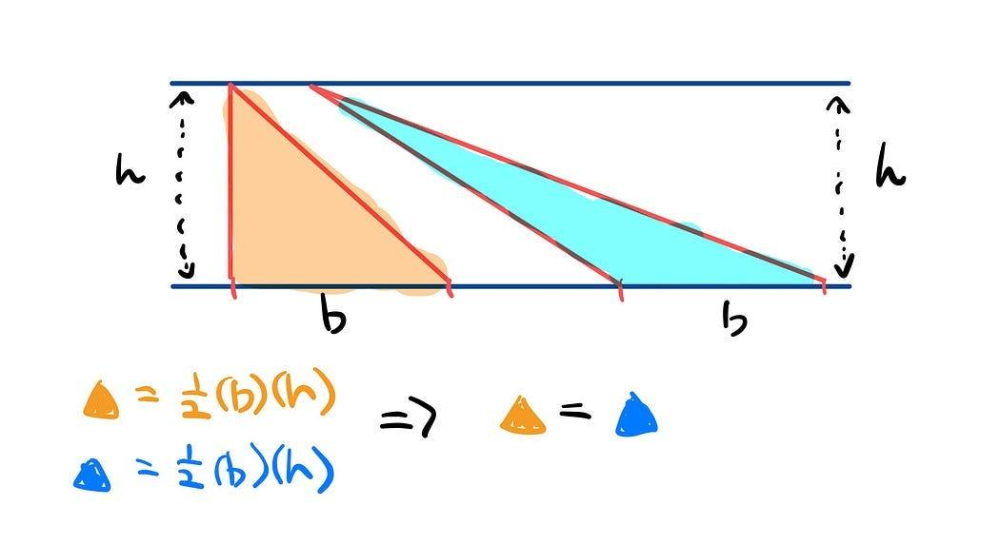 h
h
b
b
▲ = ½(b)(h)
=> ▲ = ▲
▲ = ½(b)(h)